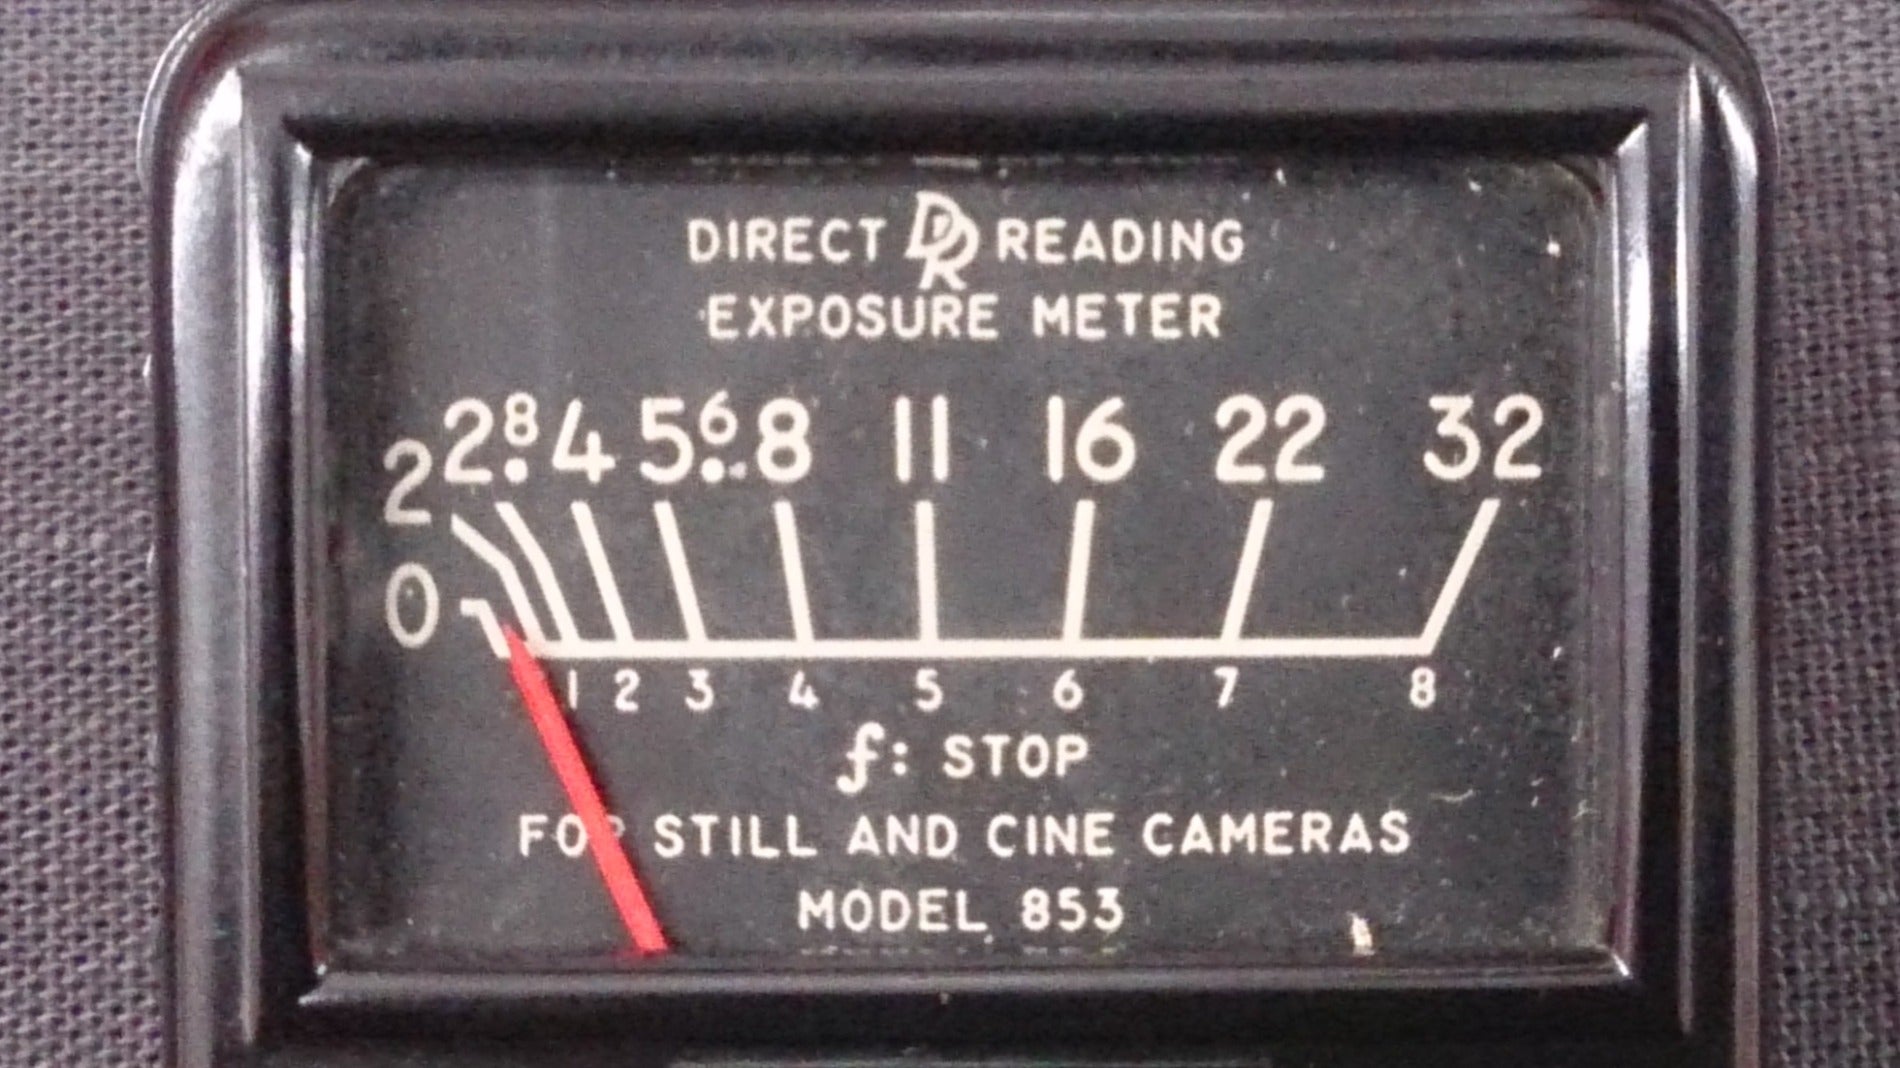 DIRECT DR READING
EXPOSURE METER
2 2.8 4 5.6 8 11 16 22 32
0
1 2 3 4 5 6 7 8
f: STOP
FOR STILL AND CINE CAMERAS
MODEL 853